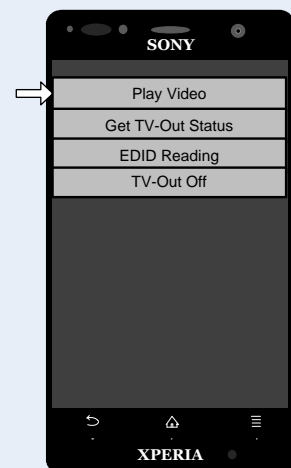 SONY
Play Video
Get TV-Out Status
EDID Reading
TV-Out Off
XPERIA